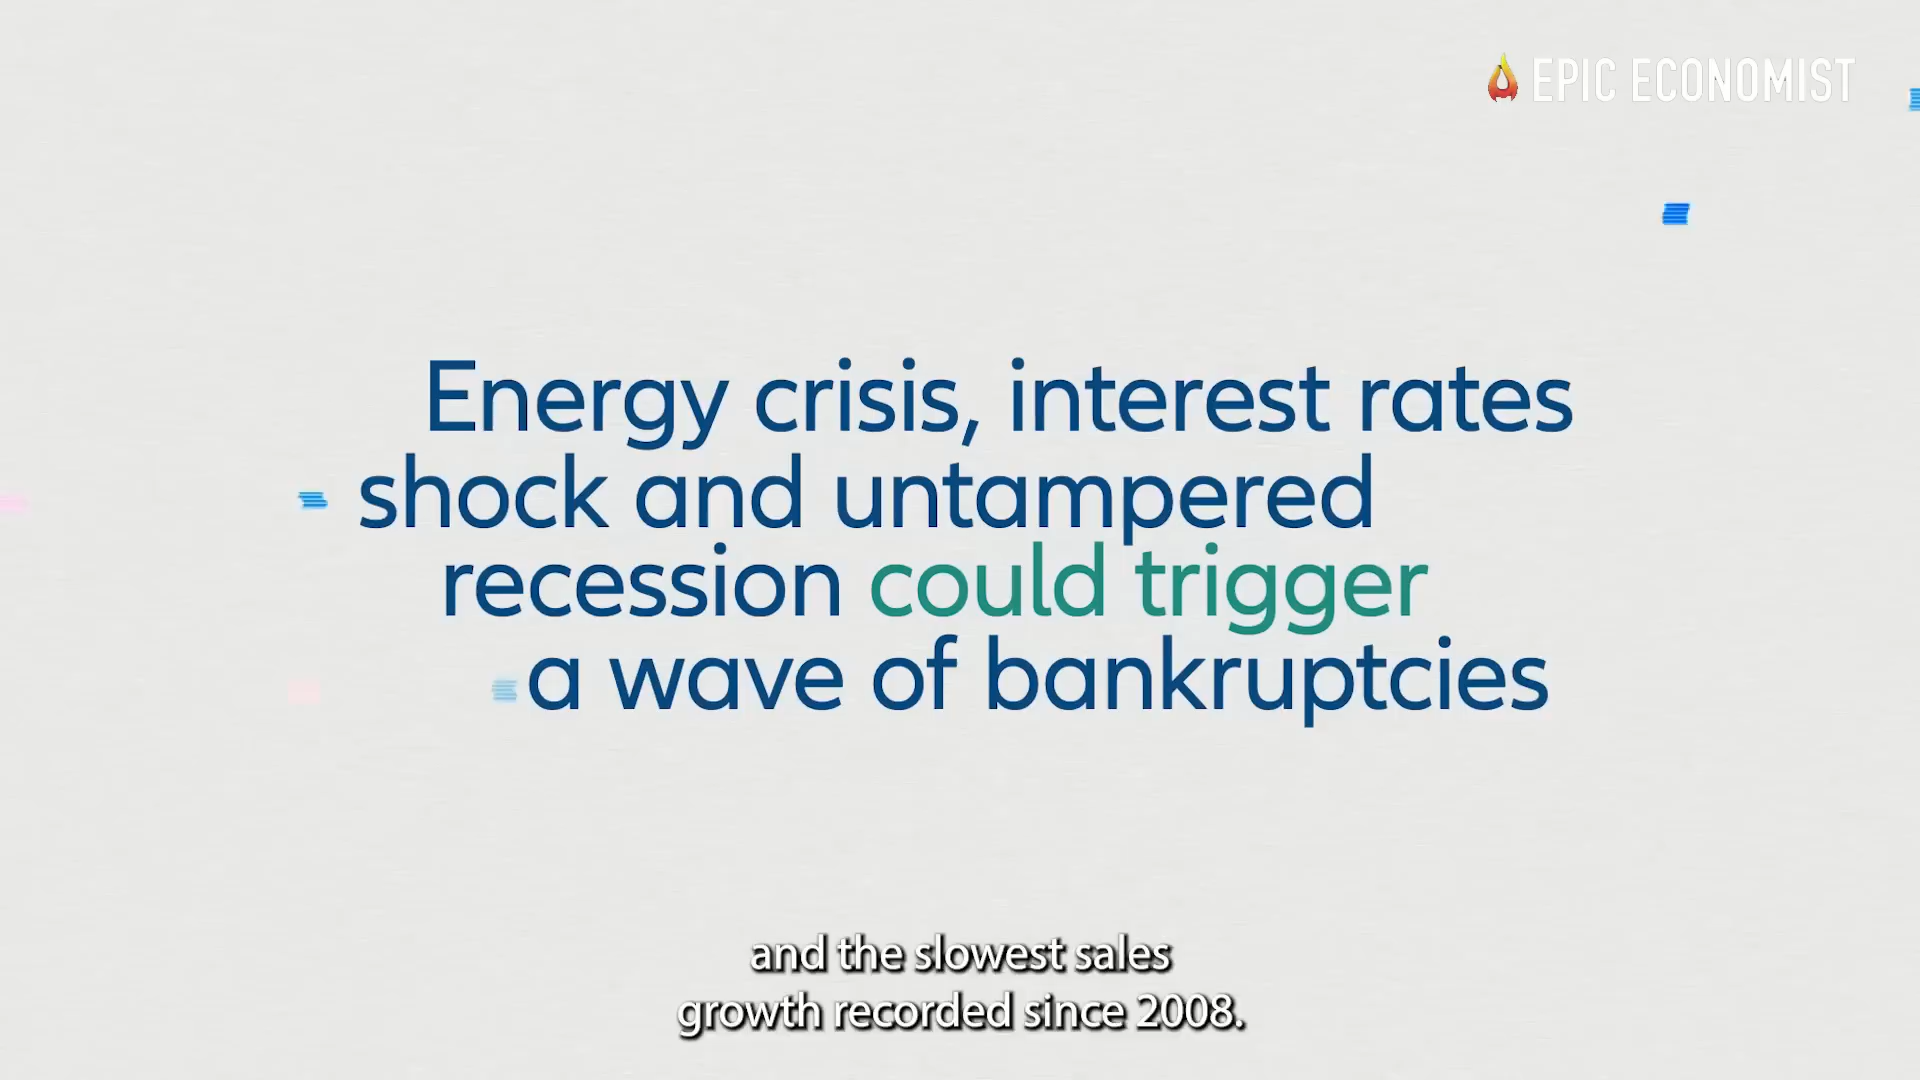 EPIC ECONOMIST
Energy crisis, interest rates
shock and untampered
recession could trigger
a wave of bankruptcies
and the slowest sales
growth recorded since 2008.